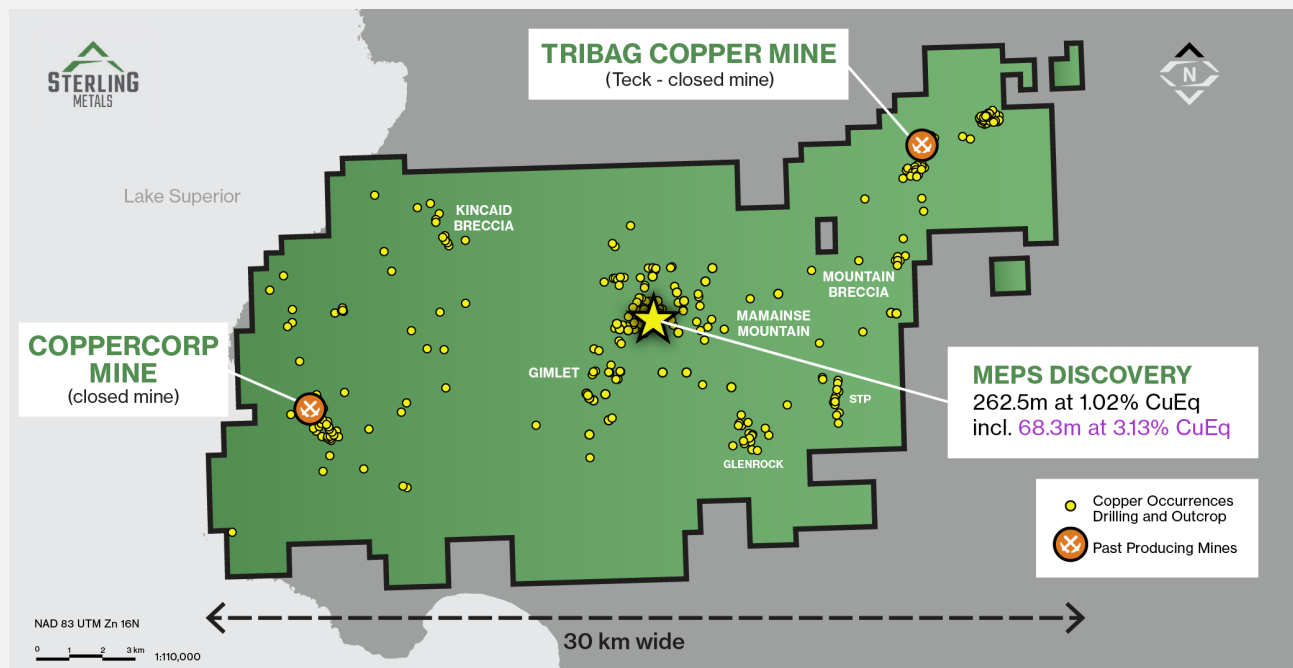 STERLING
METALS
TRIBAG COPPER MINE
(Teck - closed mine)
N
Lake Superior
KINCAID
BRECCIA
MOUNTAIN
BRECCIA
MAMAINSE
MOUNTAIN
COPPERCORP
MINE
(closed mine)
GIMLET
STP
GLENROCK
MEPS DISCOVERY
262.5m at 1.02% CuEq
incl. 68.3m at 3.13% CuEq
Copper Occurrences
Drilling and Outcrop
Past Producing Mines
NAD 83 UTM Zn 16N
0 1 2 3 km
1:110,000
30 km wide